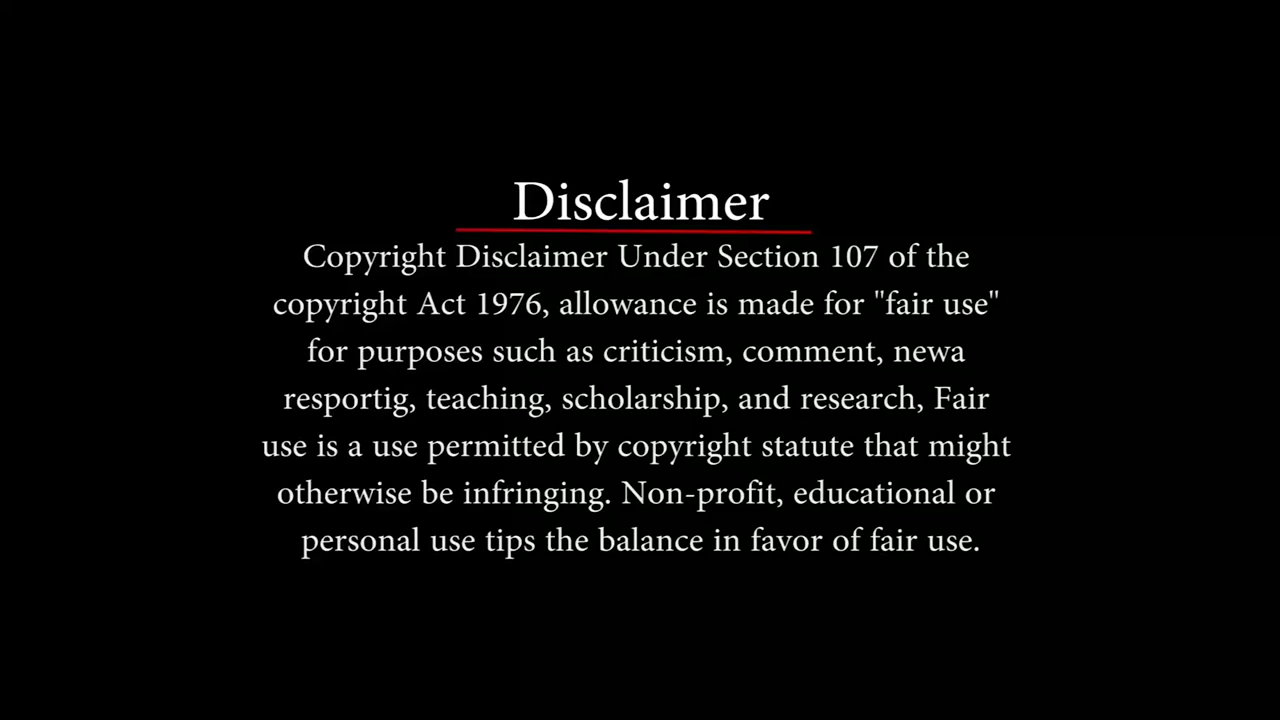 Disclaimer
Copyright Disclaimer Under Section 107 of the
copyright Act 1976, allowance is made for "fair use"
for purposes such as criticism, comment, newa
resportig, teaching, scholarship, and research, Fair
use is a use permitted by copyright statute that might
otherwise be infringing. Non-profit, educational or
personal use tips the balance in favor of fair use.